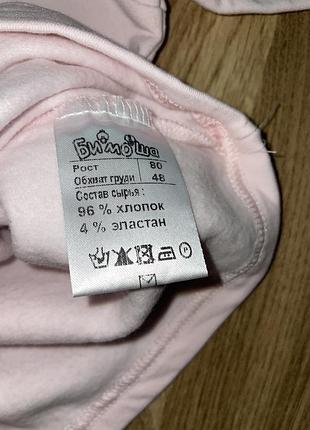 Бимоша
Рост 80
Обхват груди 48
Состав сырья :
96 % хлопок
4 % эластан
P